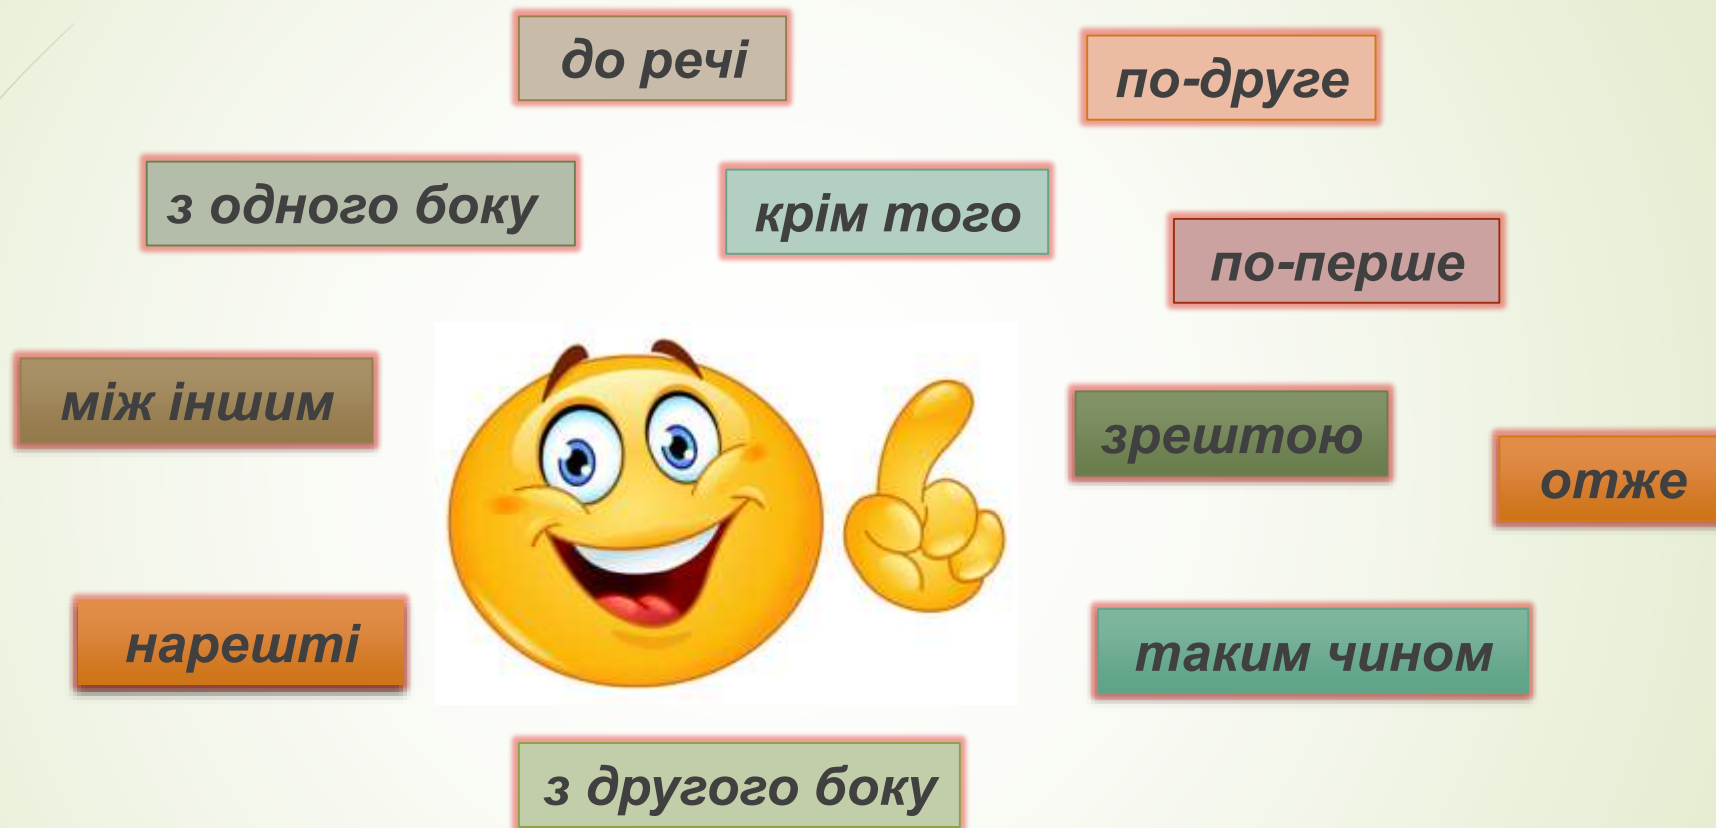 до речі
по-друге
з одного боку
крім того
по-перше
між іншим
зрештою
отже
нарешті
таким чином
з другого боку